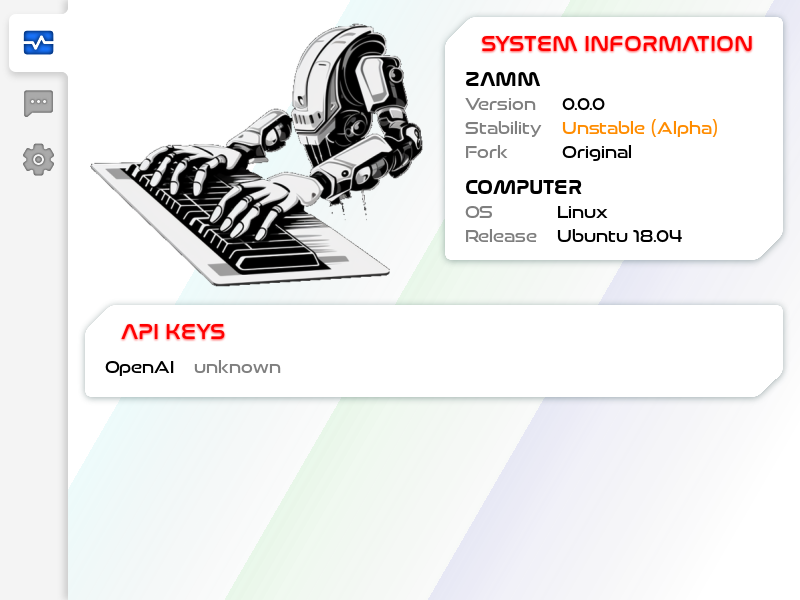 SYSTEM INFORMATION
ZAMM
Version 0.0.0
Stability Unstable (Alpha)
Fork Original
COMPUTER
OS Linux
Release Ubuntu 18.04
API KEYS
OpenAI unknown